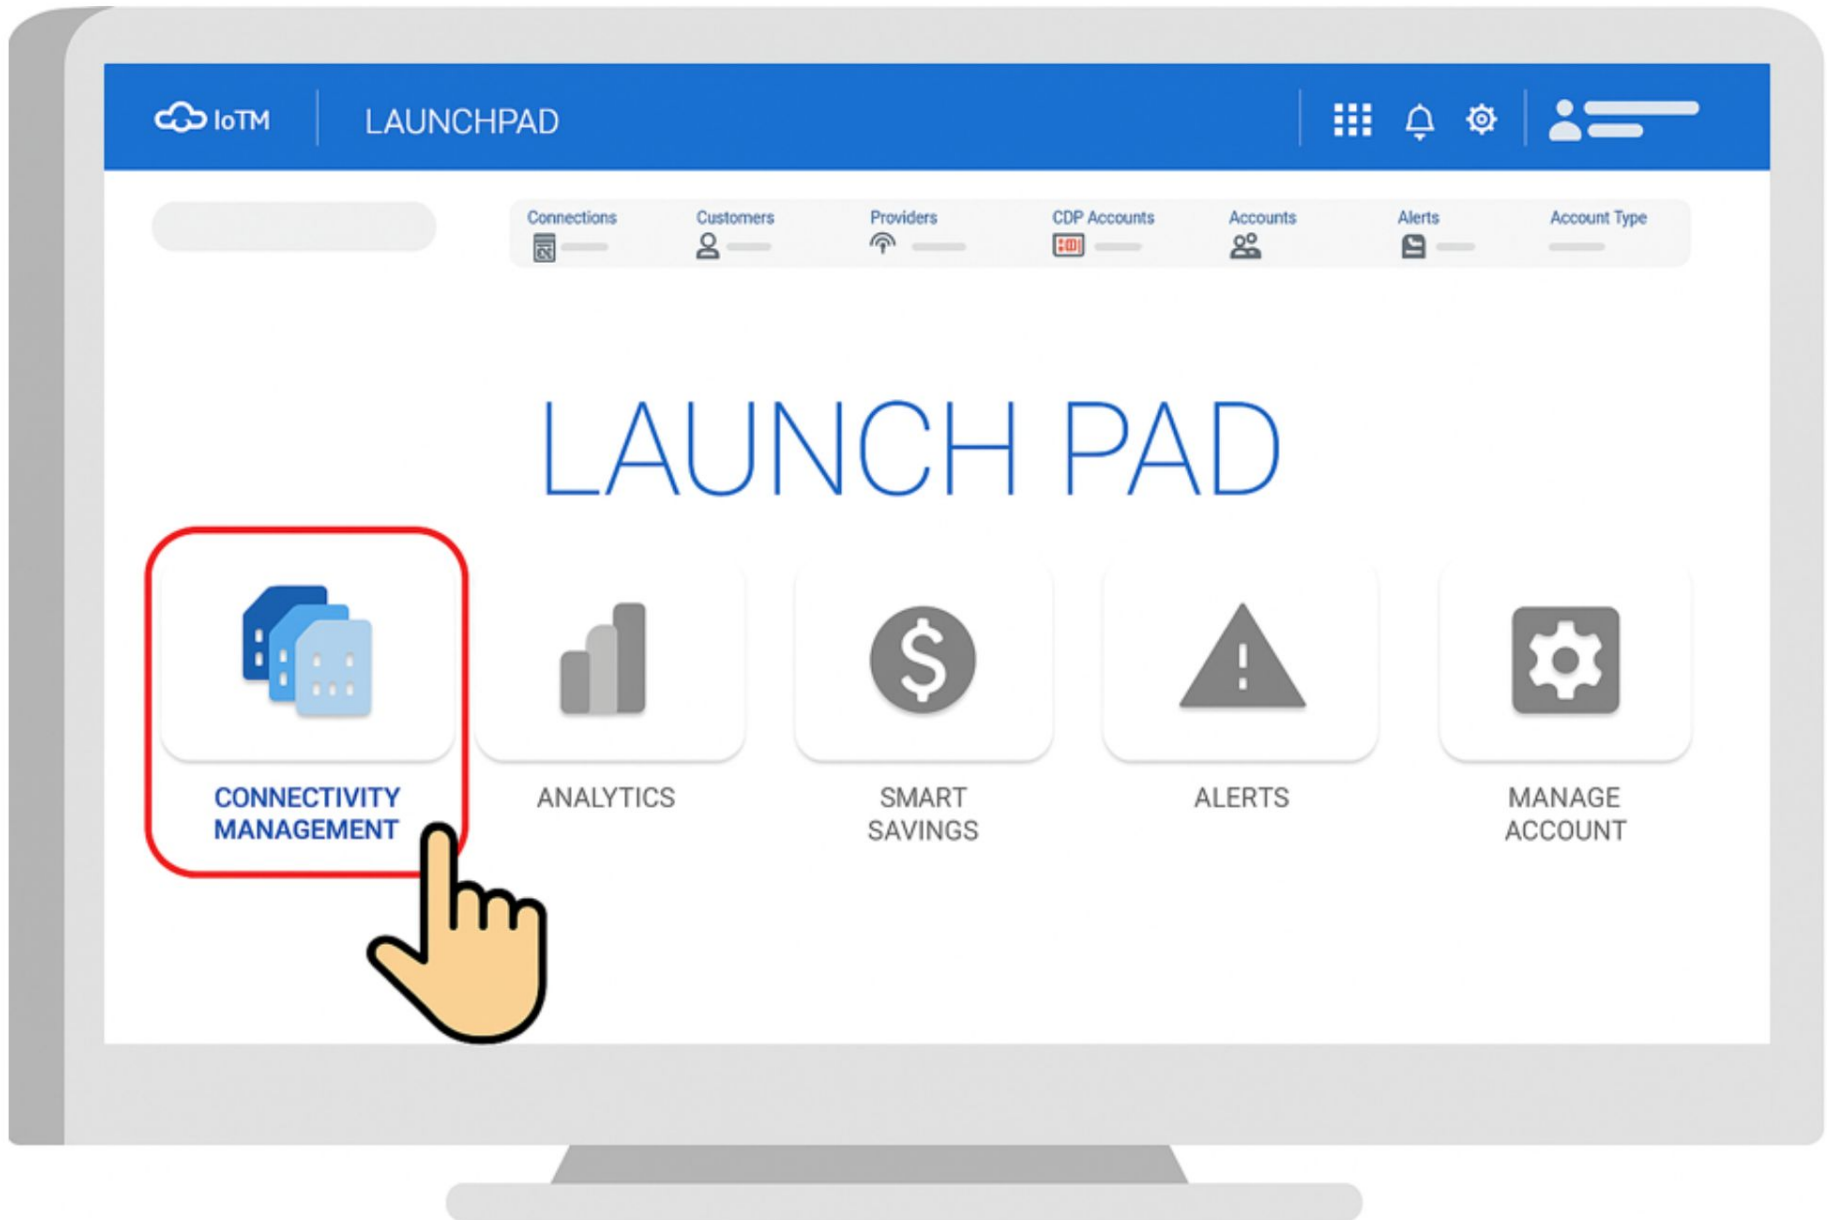 IoTM
LAUNCHPAD
Connections
Customers
Providers
CDP Accounts
Accounts
Alerts
Account Type
LAUNCH PAD
CONNECTIVITY
MANAGEMENT
ANALYTICS
SMART
SAVINGS
ALERTS
MANAGE
ACCOUNT